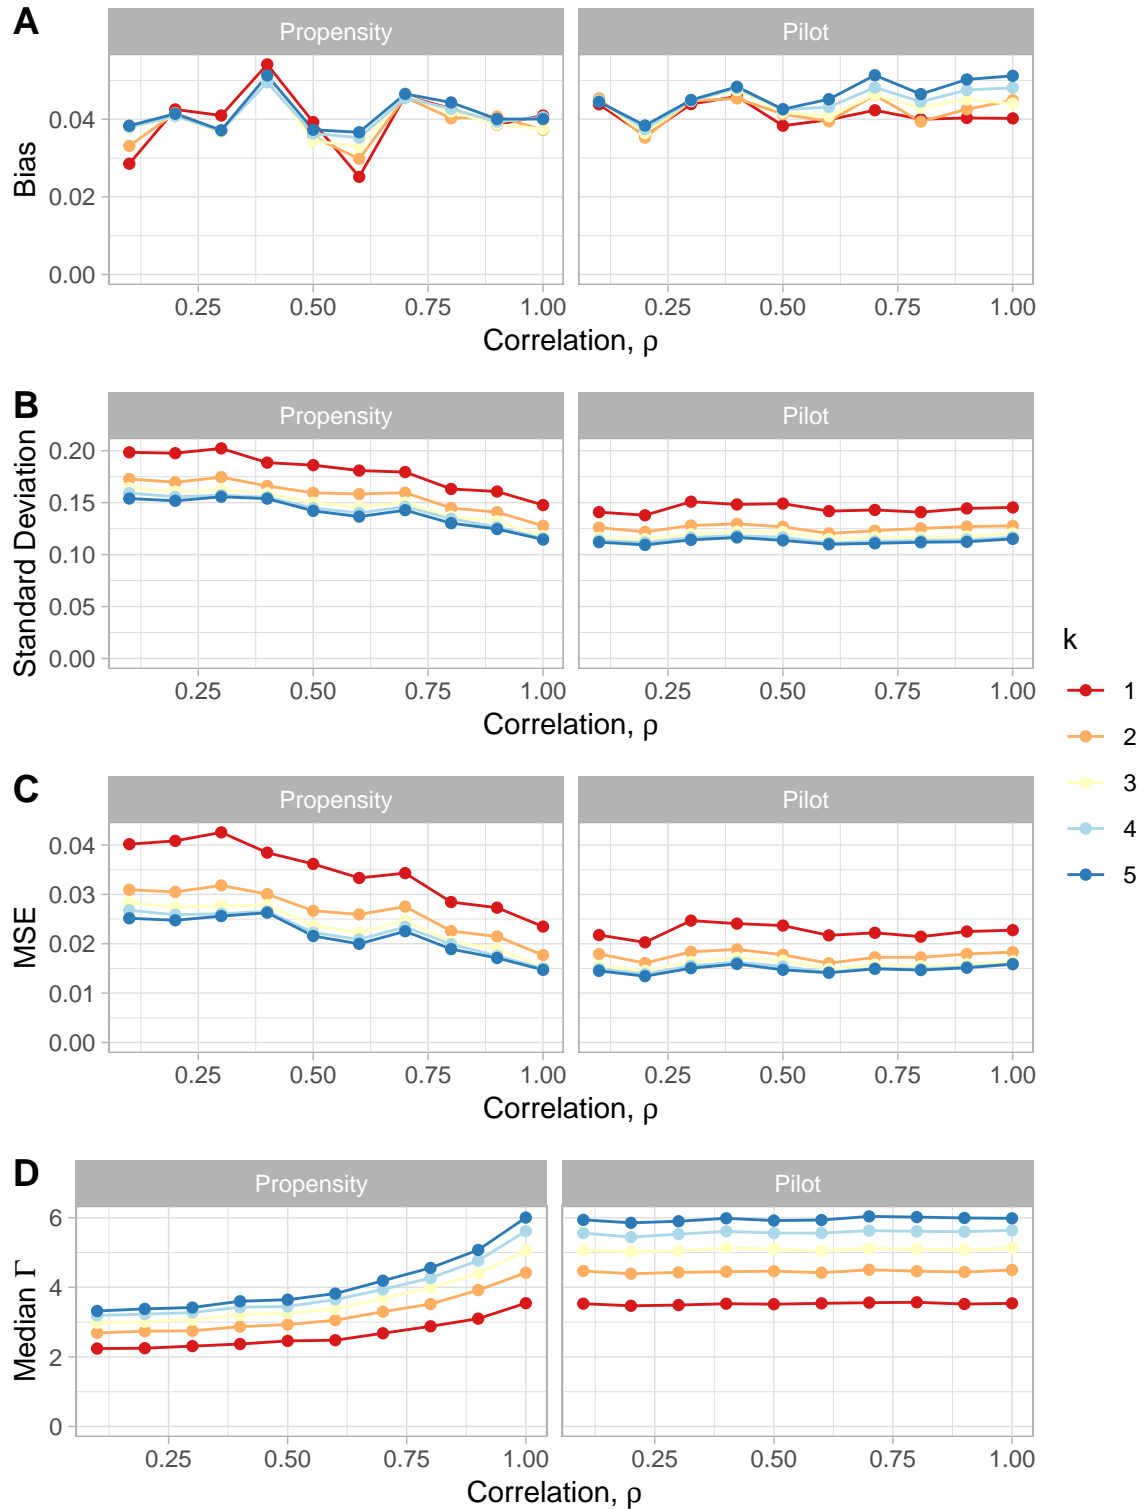 A
Propensity
Pilot
Bias
0.04
0.02
0.00
0.25 0.50 0.75 1.00
0.25 0.50 0.75 1.00
Correlation, ρ
B
Propensity
Pilot
Standard Deviation
0.20
0.15
0.10
0.05
0.00
0.25 0.50 0.75 1.00
0.25 0.50 0.75 1.00
Correlation, ρ
C
Propensity
Pilot
MSE
0.04
0.03
0.02
0.01
0.00
0.25 0.50 0.75 1.00
0.25 0.50 0.75 1.00
Correlation, ρ
D
Propensity
Pilot
Median Γ
6
4
2
0
0.25 0.50 0.75 1.00
0.25 0.50 0.75 1.00
Correlation, ρ
k
1
2
3
4
5